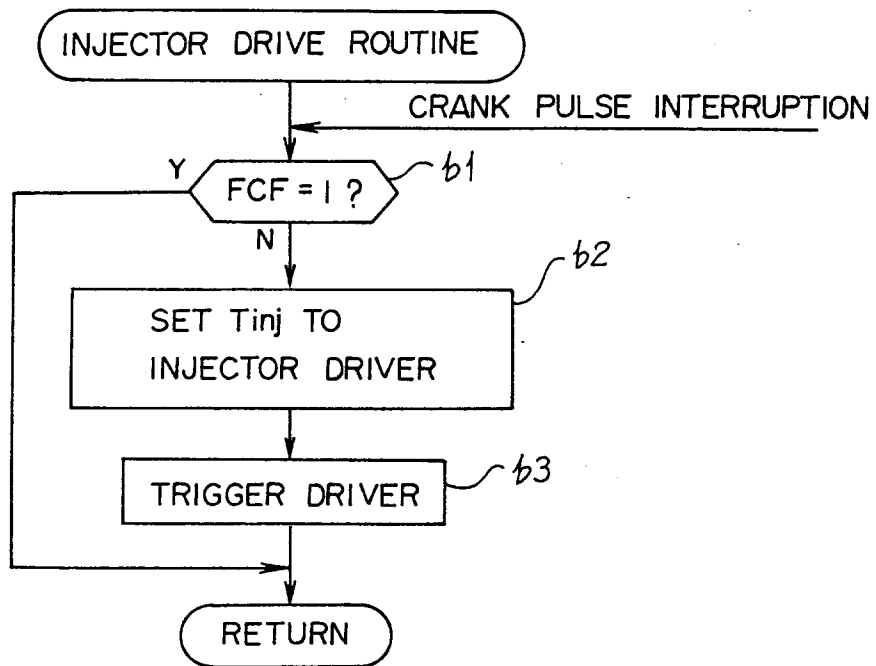 INJECTOR DRIVE ROUTINE
CRANK PULSE INTERRUPTION
Y
FCF = 1 ?
b1
N
b2
SET Tinj TO
INJECTOR DRIVER
b3
TRIGGER DRIVER
RETURN